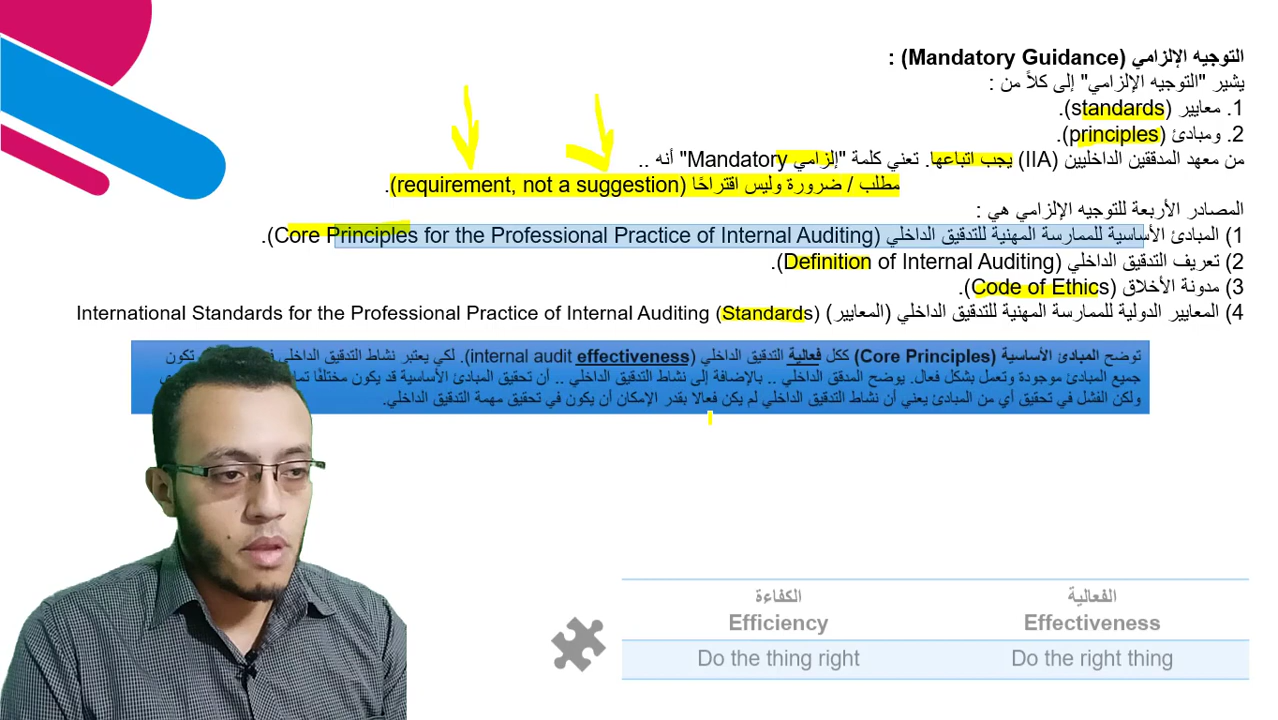 التوجيه الإلزامي (Mandatory Guidance) :
يشير "التوجيه الإلزامي" إلى كلاً من :
1. معايير (standards).
2. ومبادئ (principles).
من معهد المدققين الداخليين (IIA) يجب اتباعها. تعني كلمة "إلزامي Mandatory" أنه ..
مطلب / ضرورة وليس اقتراحًا (requirement, not a suggestion).
المصادر الأربعة للتوجيه الإلزامي هي :
1) المبادئ الأساسية للممارسة المهنية للتدقيق الداخلي (Core Principles for the Professional Practice of Internal Auditing).
2) تعريف التدقيق الداخلي (Definition of Internal Auditing).
3) مدونة الأخلاق (Code of Ethics).
4) المعايير الدولية للممارسة المهنية للتدقيق الداخلي (المعايير) International Standards for the Professional Practice of Internal Auditing (Standards)
توضح المبادئ الأساسية (Core Principles) ككل فعالية التدقيق الداخلي (internal audit effectiveness). لكي يعتبر نشاط التدقيق الداخلي تكون
جميع المبادئ موجودة وتعمل بشكل فعال. يوضح المدقق الداخلي .. بالإضافة إلى نشاط التدقيق الداخلي .. أن تحقيق المبادئ الأساسية قد يكون مختلفًا
ولكن الفشل في تحقيق أي من المبادئ يعني أن نشاط التدقيق الداخلي لم يكن فعالا بقدر الإمكان أن يكون في تحقيق مهمة التدقيق الداخلي.
الفعالية الكفاءة
Effectiveness Efficiency
Do the right thing Do the thing right